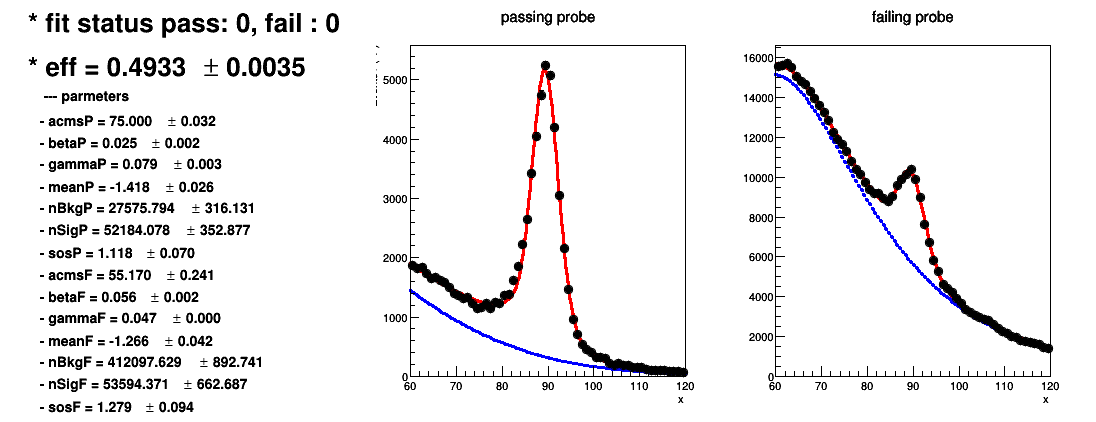 * fit status pass: 0, fail : 0
* eff = 0.4933 ± 0.0035
--- parmeters
- acmsP = 75.000 ± 0.032
- betaP = 0.025 ± 0.002
- gammaP = 0.079 ± 0.003
- meanP = -1.418 ± 0.026
- nBkgP = 27575.794 ± 316.131
- nSigP = 52184.078 ± 352.877
- sosP = 1.118 ± 0.070
- acmsF = 55.170 ± 0.241
- betaF = 0.056 ± 0.002
- gammaF = 0.047 ± 0.000
- meanF = -1.266 ± 0.042
- nBkgF = 412097.629 ± 892.741
- nSigF = 53594.371 ± 662.687
- sosF = 1.279 ± 0.094
passing probe
5000
4000
3000
2000
1000
0
60 70 80 90 100 110 120
x
failing probe
16000
14000
12000
10000
8000
6000
4000
2000
0
60 70 80 90 100 110 120
x